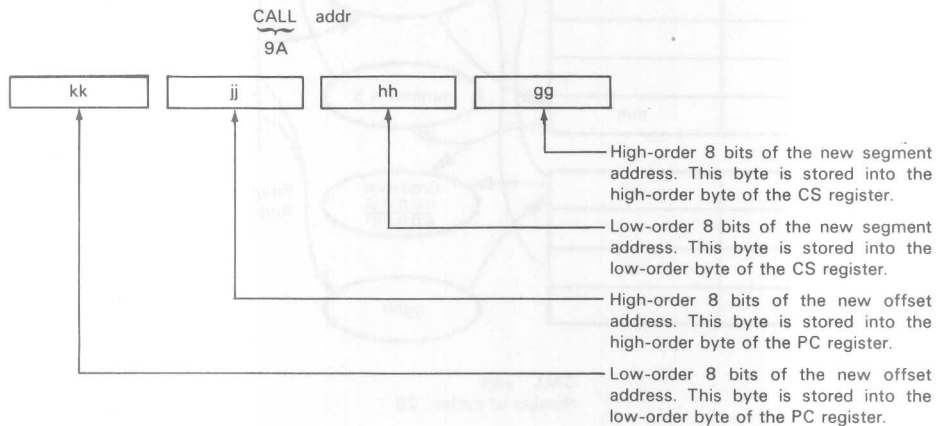 CALL addr
9A
kk jj hh gg
High-order 8 bits of the new segment
address. This byte is stored into the
high-order byte of the CS register.
Low-order 8 bits of the new segment
address. This byte is stored into the
low-order byte of the CS register.
High-order 8 bits of the new offset
address. This byte is stored into the
high-order byte of the PC register.
Low-order 8 bits of the new offset
address. This byte is stored into the
low-order byte of the PC register.